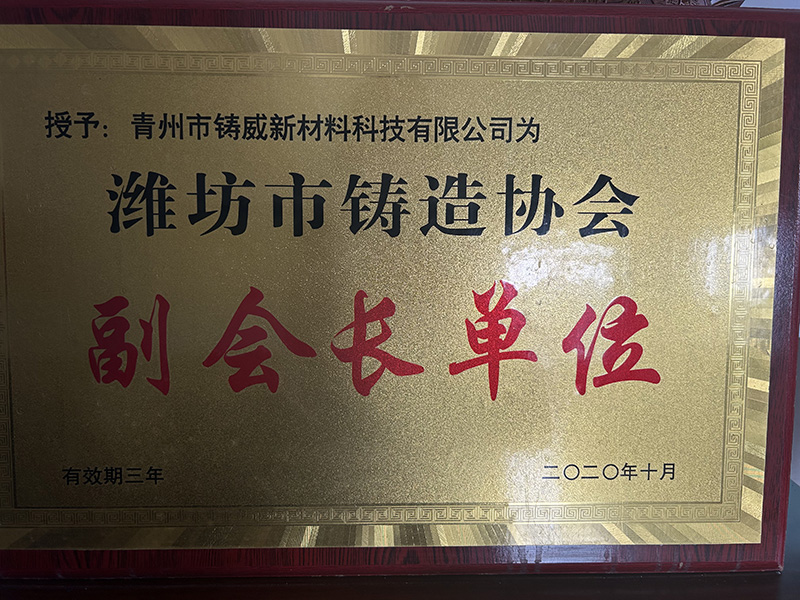 授予：青州市铸威新材料科技有限公司为
潍坊市铸造协会
副会长单位
有效期三年
二〇二〇年十月